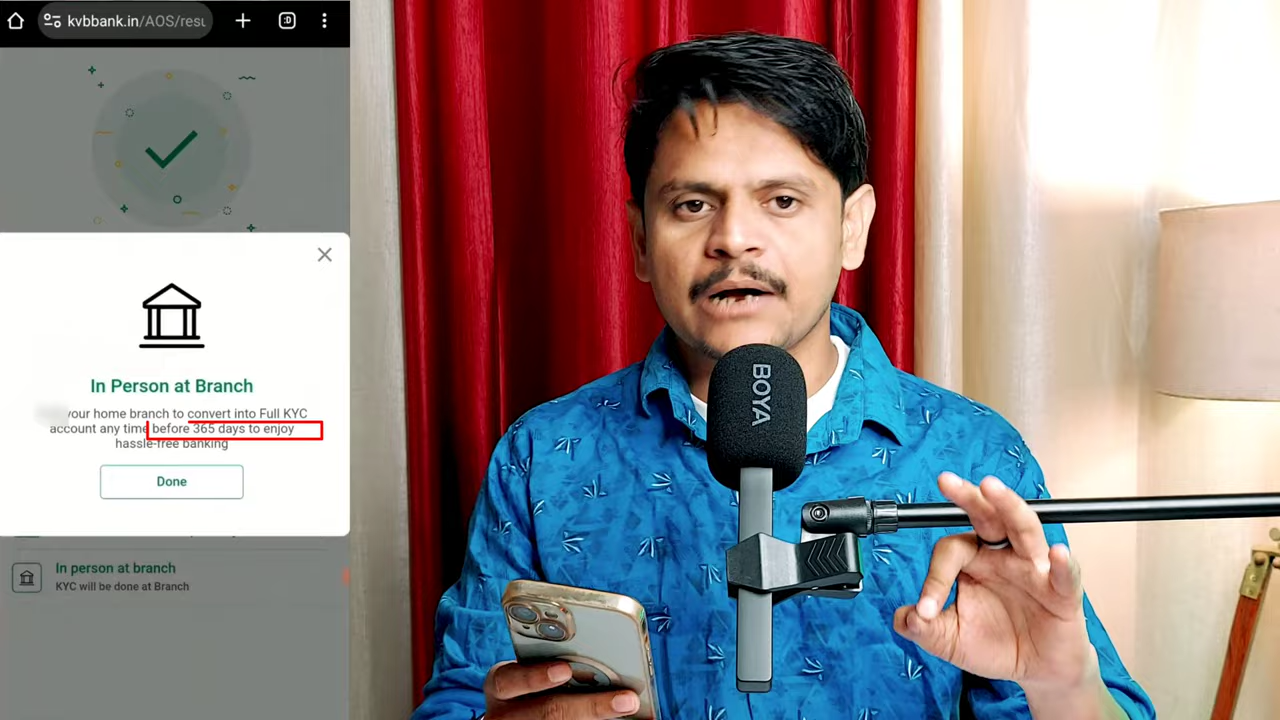 kvbbank.in/AOS/resu
:D
In Person at Branch
your home branch to convert into Full KYC
account any time before 365 days to enjoy
hassle-free banking
Done
In person at branch
KYC will be done at Branch
BOYA